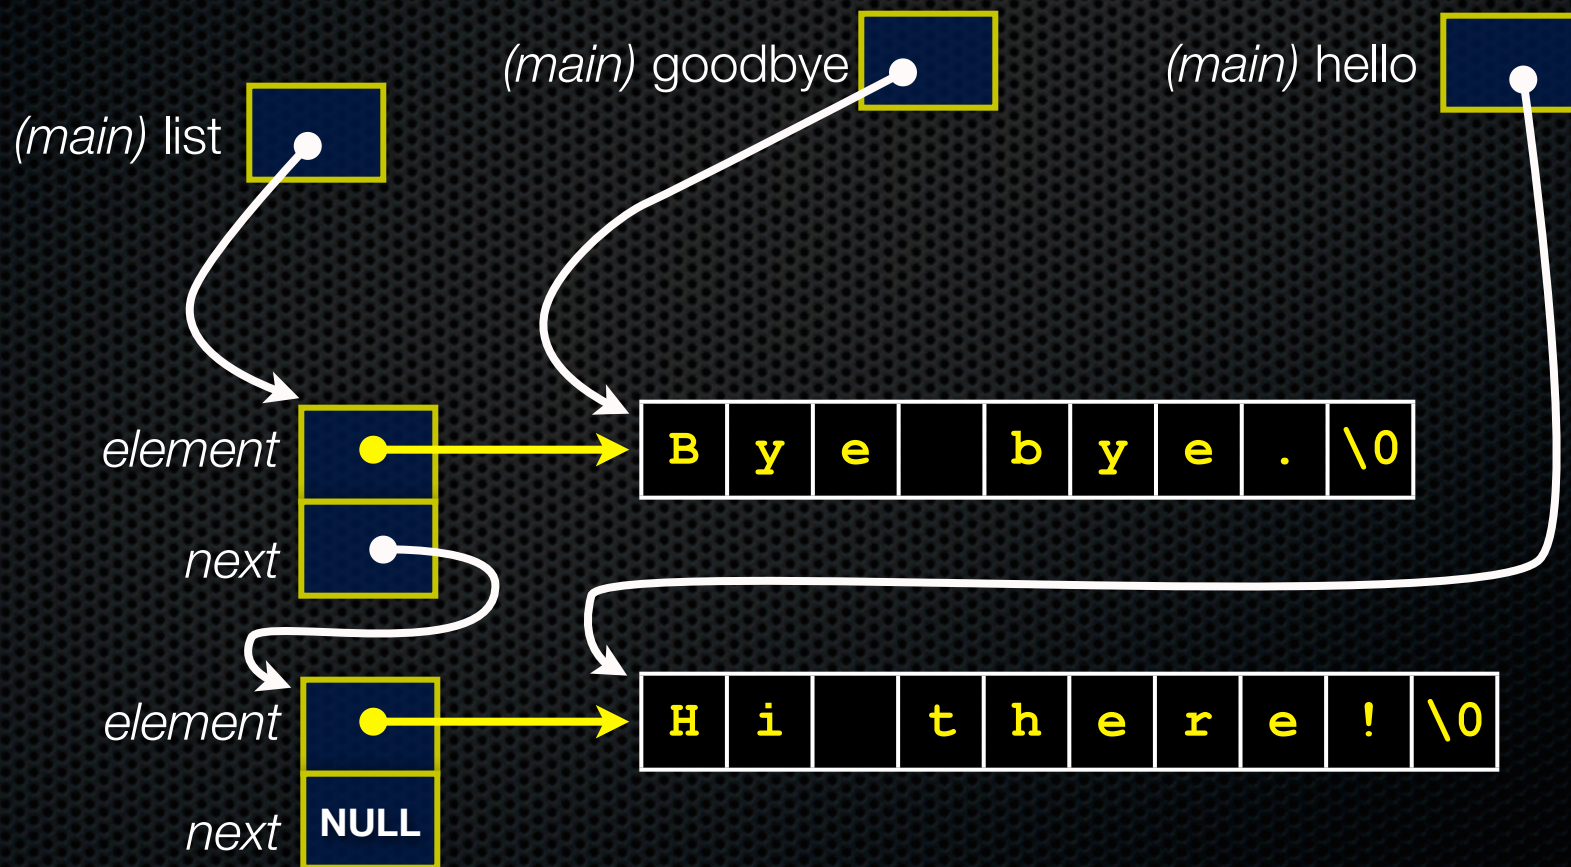 (main) goodbye
(main) hello
(main) list
element
B y e   b y e . \0
next
element
H i   t h e r e ! \0
next NULL